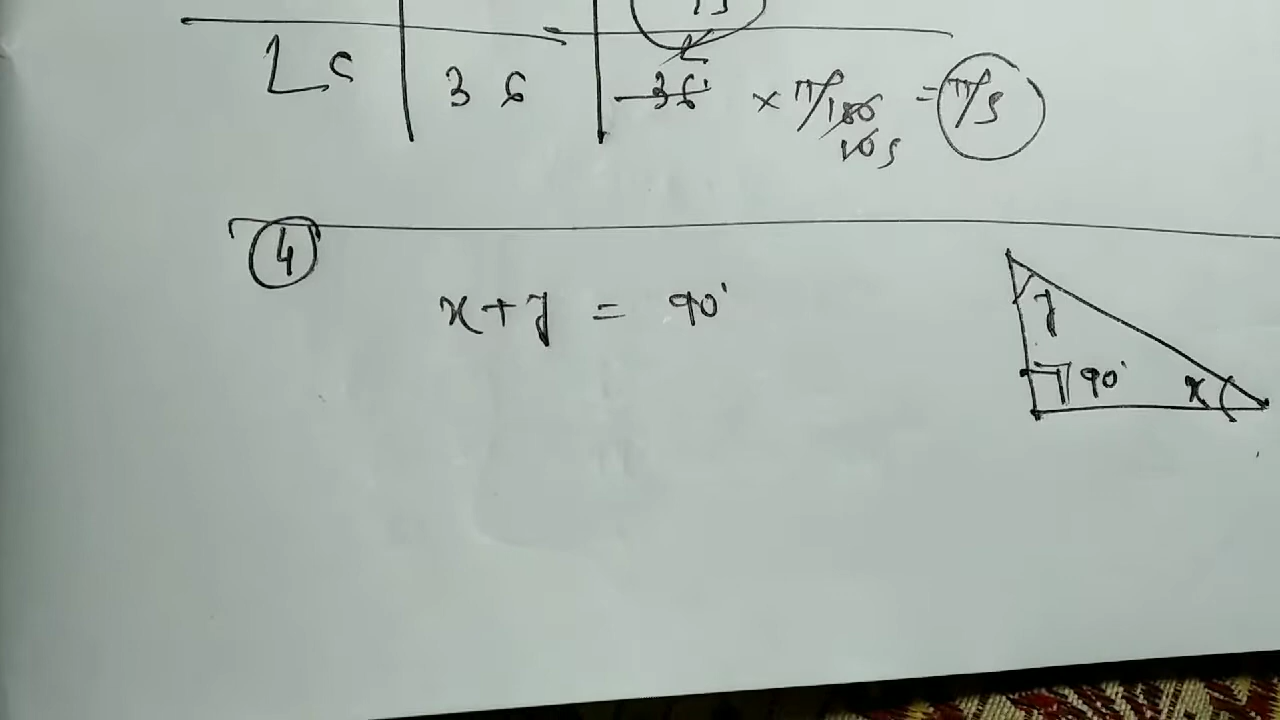 ∠C | 36 | 36° × π/180 = π/5
④
x + y = 90°
y
90°
x